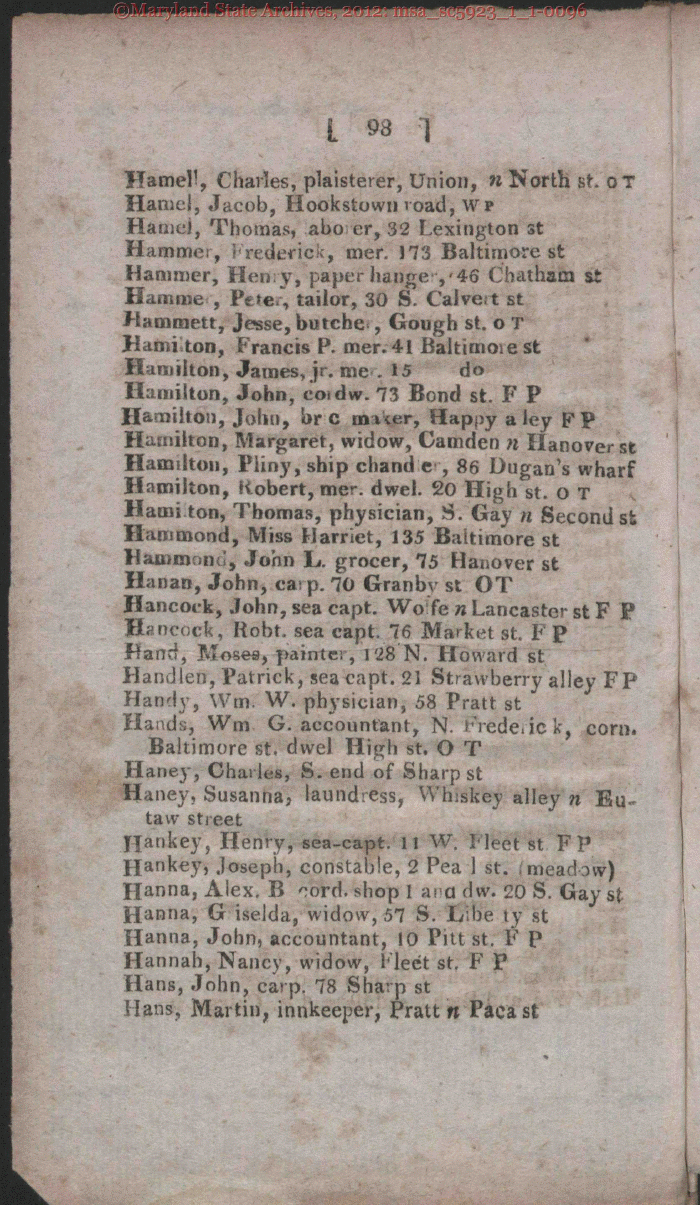 ©Maryland State Archives, 2012: msa_sc5923_1_1-0096
[ 98 ]
Hamell, Charles, plaisterer, Union, n North st. O T
Hamel, Jacob, Hookstown road, W P
Hamel, Thomas, laborer, 32 Lexington st
Hammer, Frederick, mer. 173 Baltimore st
Hammer, Henry, paper hanger, 46 Chatham st
Hammer, Peter, tailor, 30 S. Calvert st
Hammett, Jesse, butcher, Gough st. O T
Hamilton, Francis P. mer. 41 Baltimore st
Hamilton, James, jr. mer. 15 do
Hamilton, John, cordw. 73 Bond st. F P
Hamilton, John, brick maker, Happy alley F P
Hamilton, Margaret, widow, Camden n Hanover st
Hamilton, Pliny, ship chandler, 86 Dugan's wharf
Hamilton, Robert, mer. dwel. 20 High st. O T
Hamilton, Thomas, physician, S. Gay n Second st
Hammond, Miss Harriet, 135 Baltimore st
Hammond, John L. grocer, 75 Hanover st
Hanan, John, carp. 70 Granby st OT
Hancock, John, sea capt. Wolfe n Lancaster st F P
Hancock, Robt. sea capt. 76 Market st. F P
Hand, Moses, painter, 128 N. Howard st
Handlen, Patrick, sea capt. 21 Strawberry alley F P
Handy, Wm. W. physician, 58 Pratt st
Hands, Wm. G. accountant, N. Frederick, corn.
Baltimore st. dwel High st. O T
Haney, Charles, S. end of Sharp st
Haney, Susanna, laundress, Whiskey alley n Eu-
taw street
Hankey, Henry, sea-capt. 11 W. Fleet st F P
Hankey, Joseph, constable, 2 Pearl st. (meadow)
Hanna, Alex. B cord. shop 1 and dw. 20 S. Gay st
Hanna, Griselda, widow, 57 S. Liberty st
Hanna, John, accountant, 10 Pitt st. F P
Hannah, Nancy, widow, Fleet st. F P
Hans, John, carp. 78 Sharp st
Hans, Martin, innkeeper, Pratt n Paca st